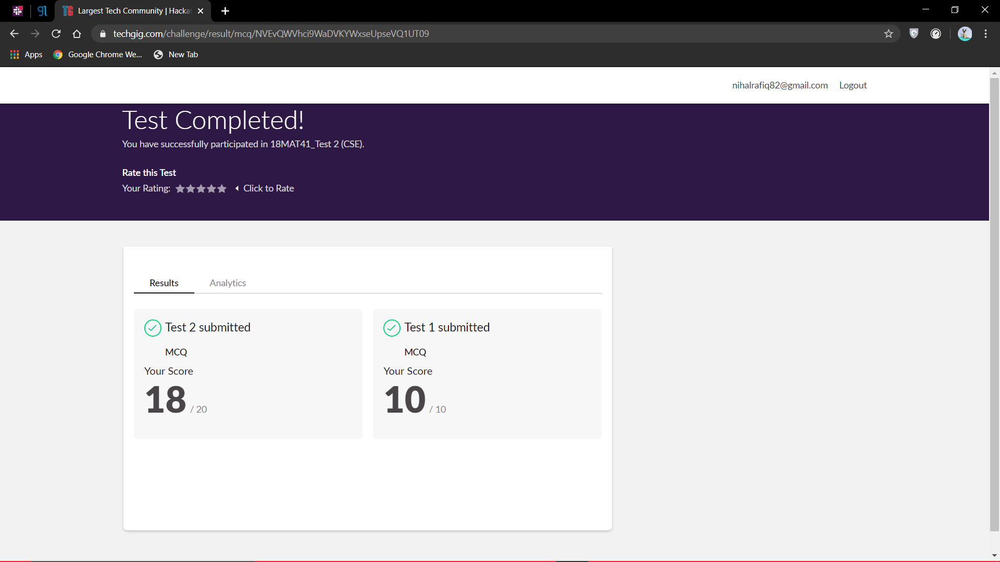 gl
TG Largest Tech Community | Hacka
techgig.com/challenge/result/mcq/NVEvQWVhci9WaDVKYWxseUpseVQ1UT09
Apps Google Chrome We... New Tab
nihalrafiq82@gmail.com Logout
Test Completed!
You have successfully participated in 18MAT41_Test 2 (CSE).
Rate this Test
Your Rating: Click to Rate
Results Analytics
Test 2 submitted
MCQ
Your Score
18 / 20
Test 1 submitted
MCQ
Your Score
10 / 10